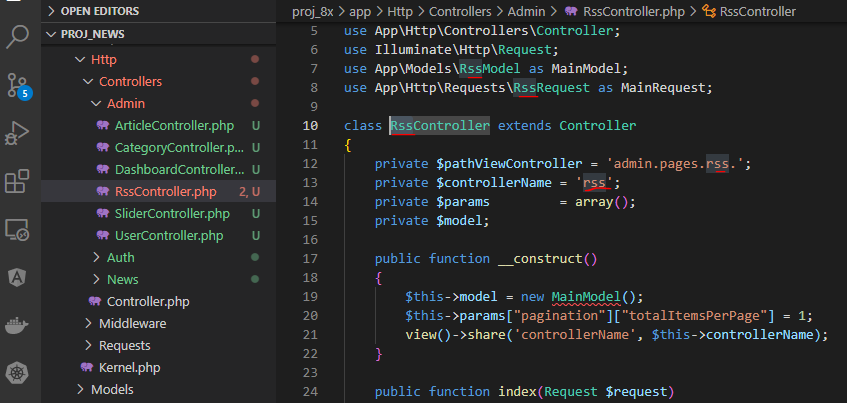 OPEN EDITORS
PROJ_NEWS
Http
Controllers
Admin
ArticleController.php U
CategoryController.p... U
DashboardController... U
RssController.php 2, U
SliderController.php U
UserController.php U
Auth
News
Controller.php
Middleware
Requests
Kernel.php
Models
5
proj_8x > app > Http > Controllers > Admin > RssController.php > RssController
5 use App\Http\Controllers\Controller;
6 use Illuminate\Http\Request;
7 use App\Models\RssModel as MainModel;
8 use App\Http\Requests\RssRequest as MainRequest;
9
10 class RssController extends Controller
11 {
12 private $pathViewController = 'admin.pages.rss.';
13 private $controllerName = 'rss';
14 private $params = array();
15 private $model;
16
17 public function __construct()
18 {
19 $this->model = new MainModel();
20 $this->params["pagination"]["totalItemsPerPage"] = 1;
21 view()->share('controllerName', $this->controllerName);
22 }
23
24 public function index(Request $request)